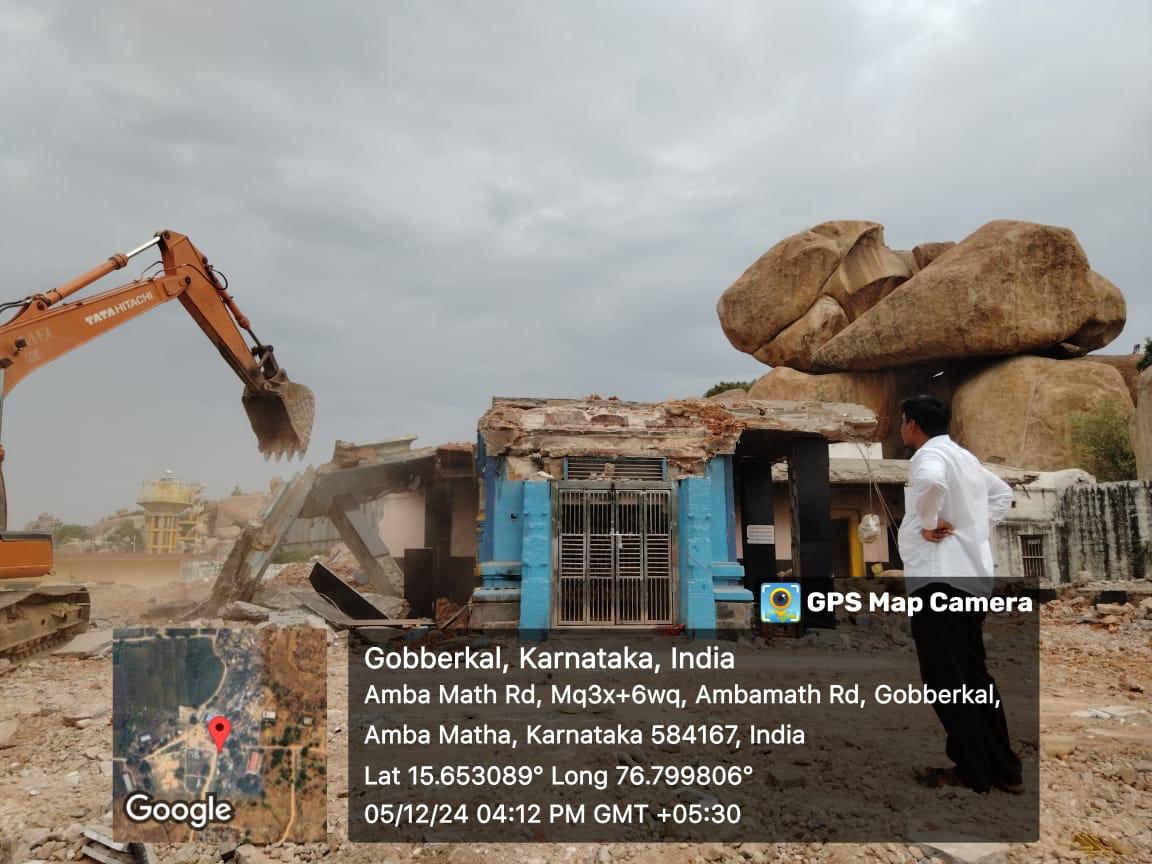 TATA HITACHI
GPS Map Camera
Gobberkal, Karnataka, India
Amba Math Rd, Mq3x+6wq, Ambamath Rd, Gobberkal,
Amba Matha, Karnataka 584167, India
Lat 15.653089° Long 76.799806°
05/12/24 04:12 PM GMT +05:30
Google